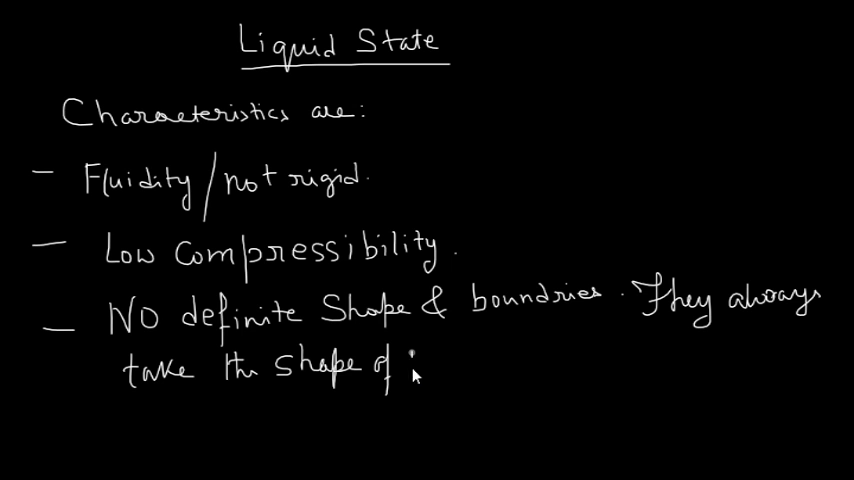 Liquid State
Characteristics are:
— Fluidity / not rigid.
— Low compressibility.
— NO definite Shape & boundries. They always
take the shape of